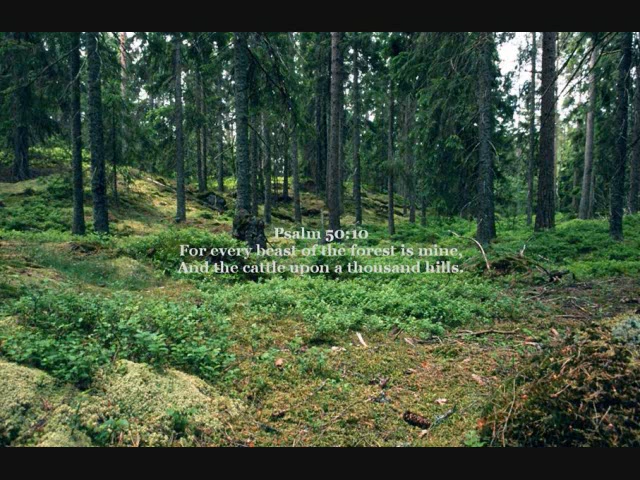 Psalm 50:10
For every beast of the forest is mine,
And the cattle upon a thousand hills.